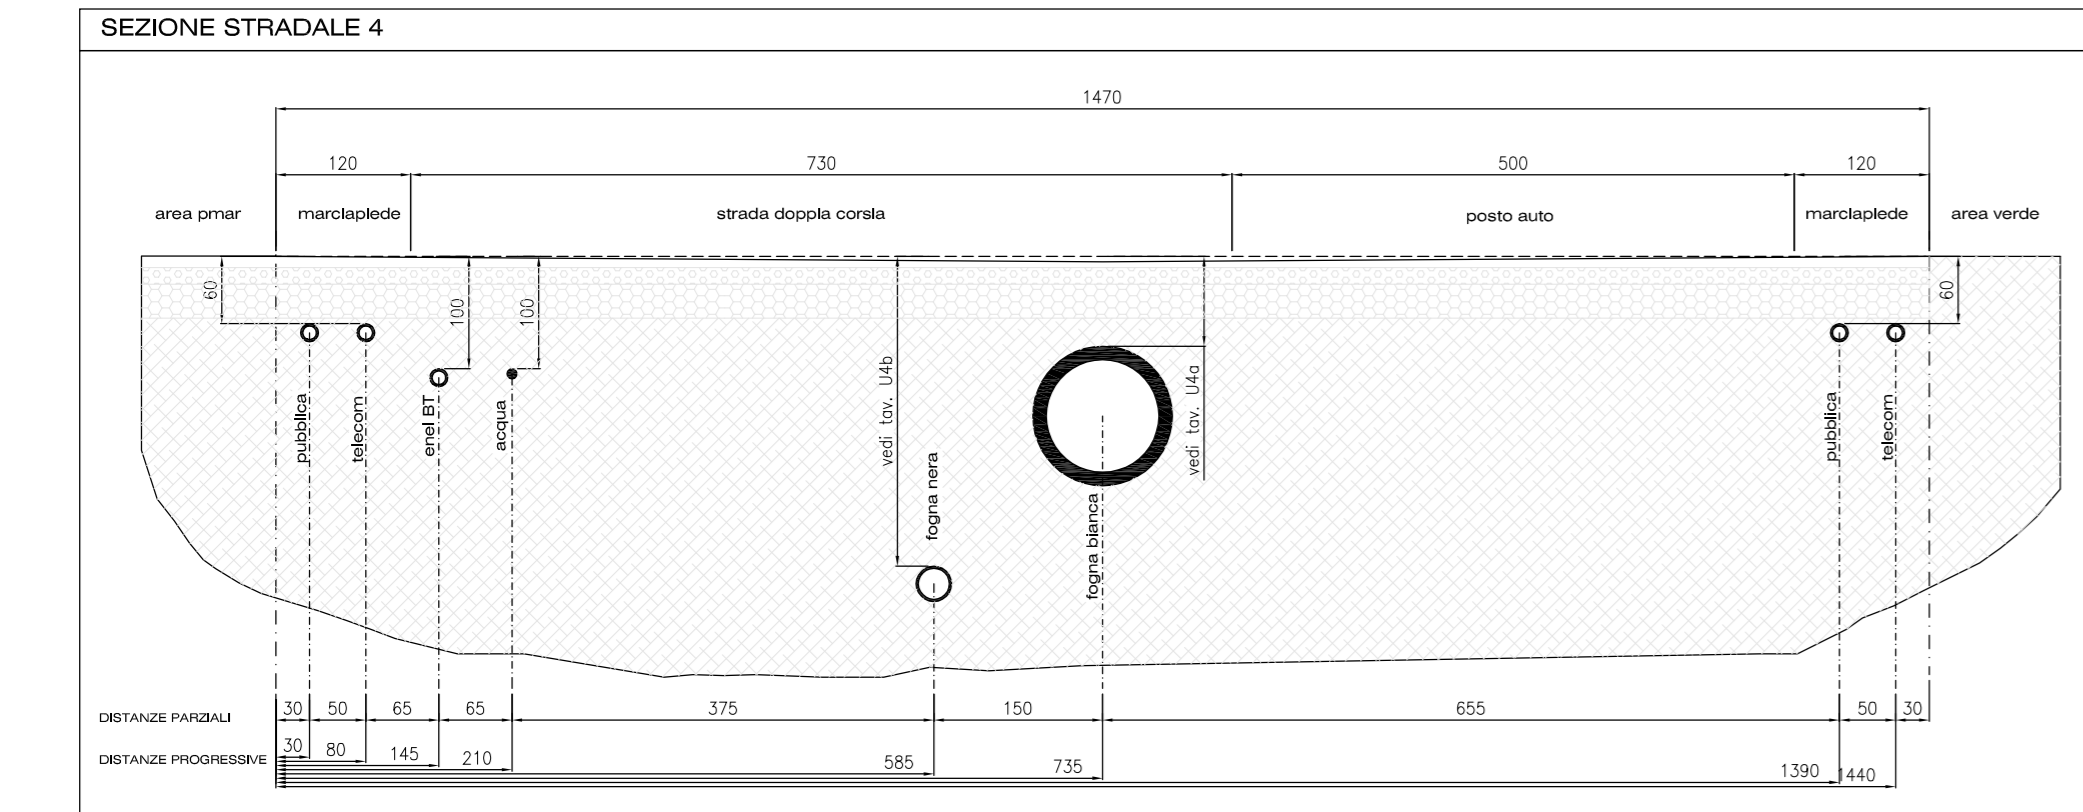 SEZIONE STRADALE 4
1470
120 730 500 120
area pmar marciapiede strada doppia corsia posto auto marciapiede area verde
60
100
100
60
pubblica
telecom
enel BT
acqua
vedi tav. U4b
fogna nera
fogna bianca
vedi tav. U4a
pubblica
telecom
DISTANZE PARZIALI 30 50 65 65 375 150 655 50 30
DISTANZE PROGRESSIVE 30 80 145 210 585 735 1390 1440